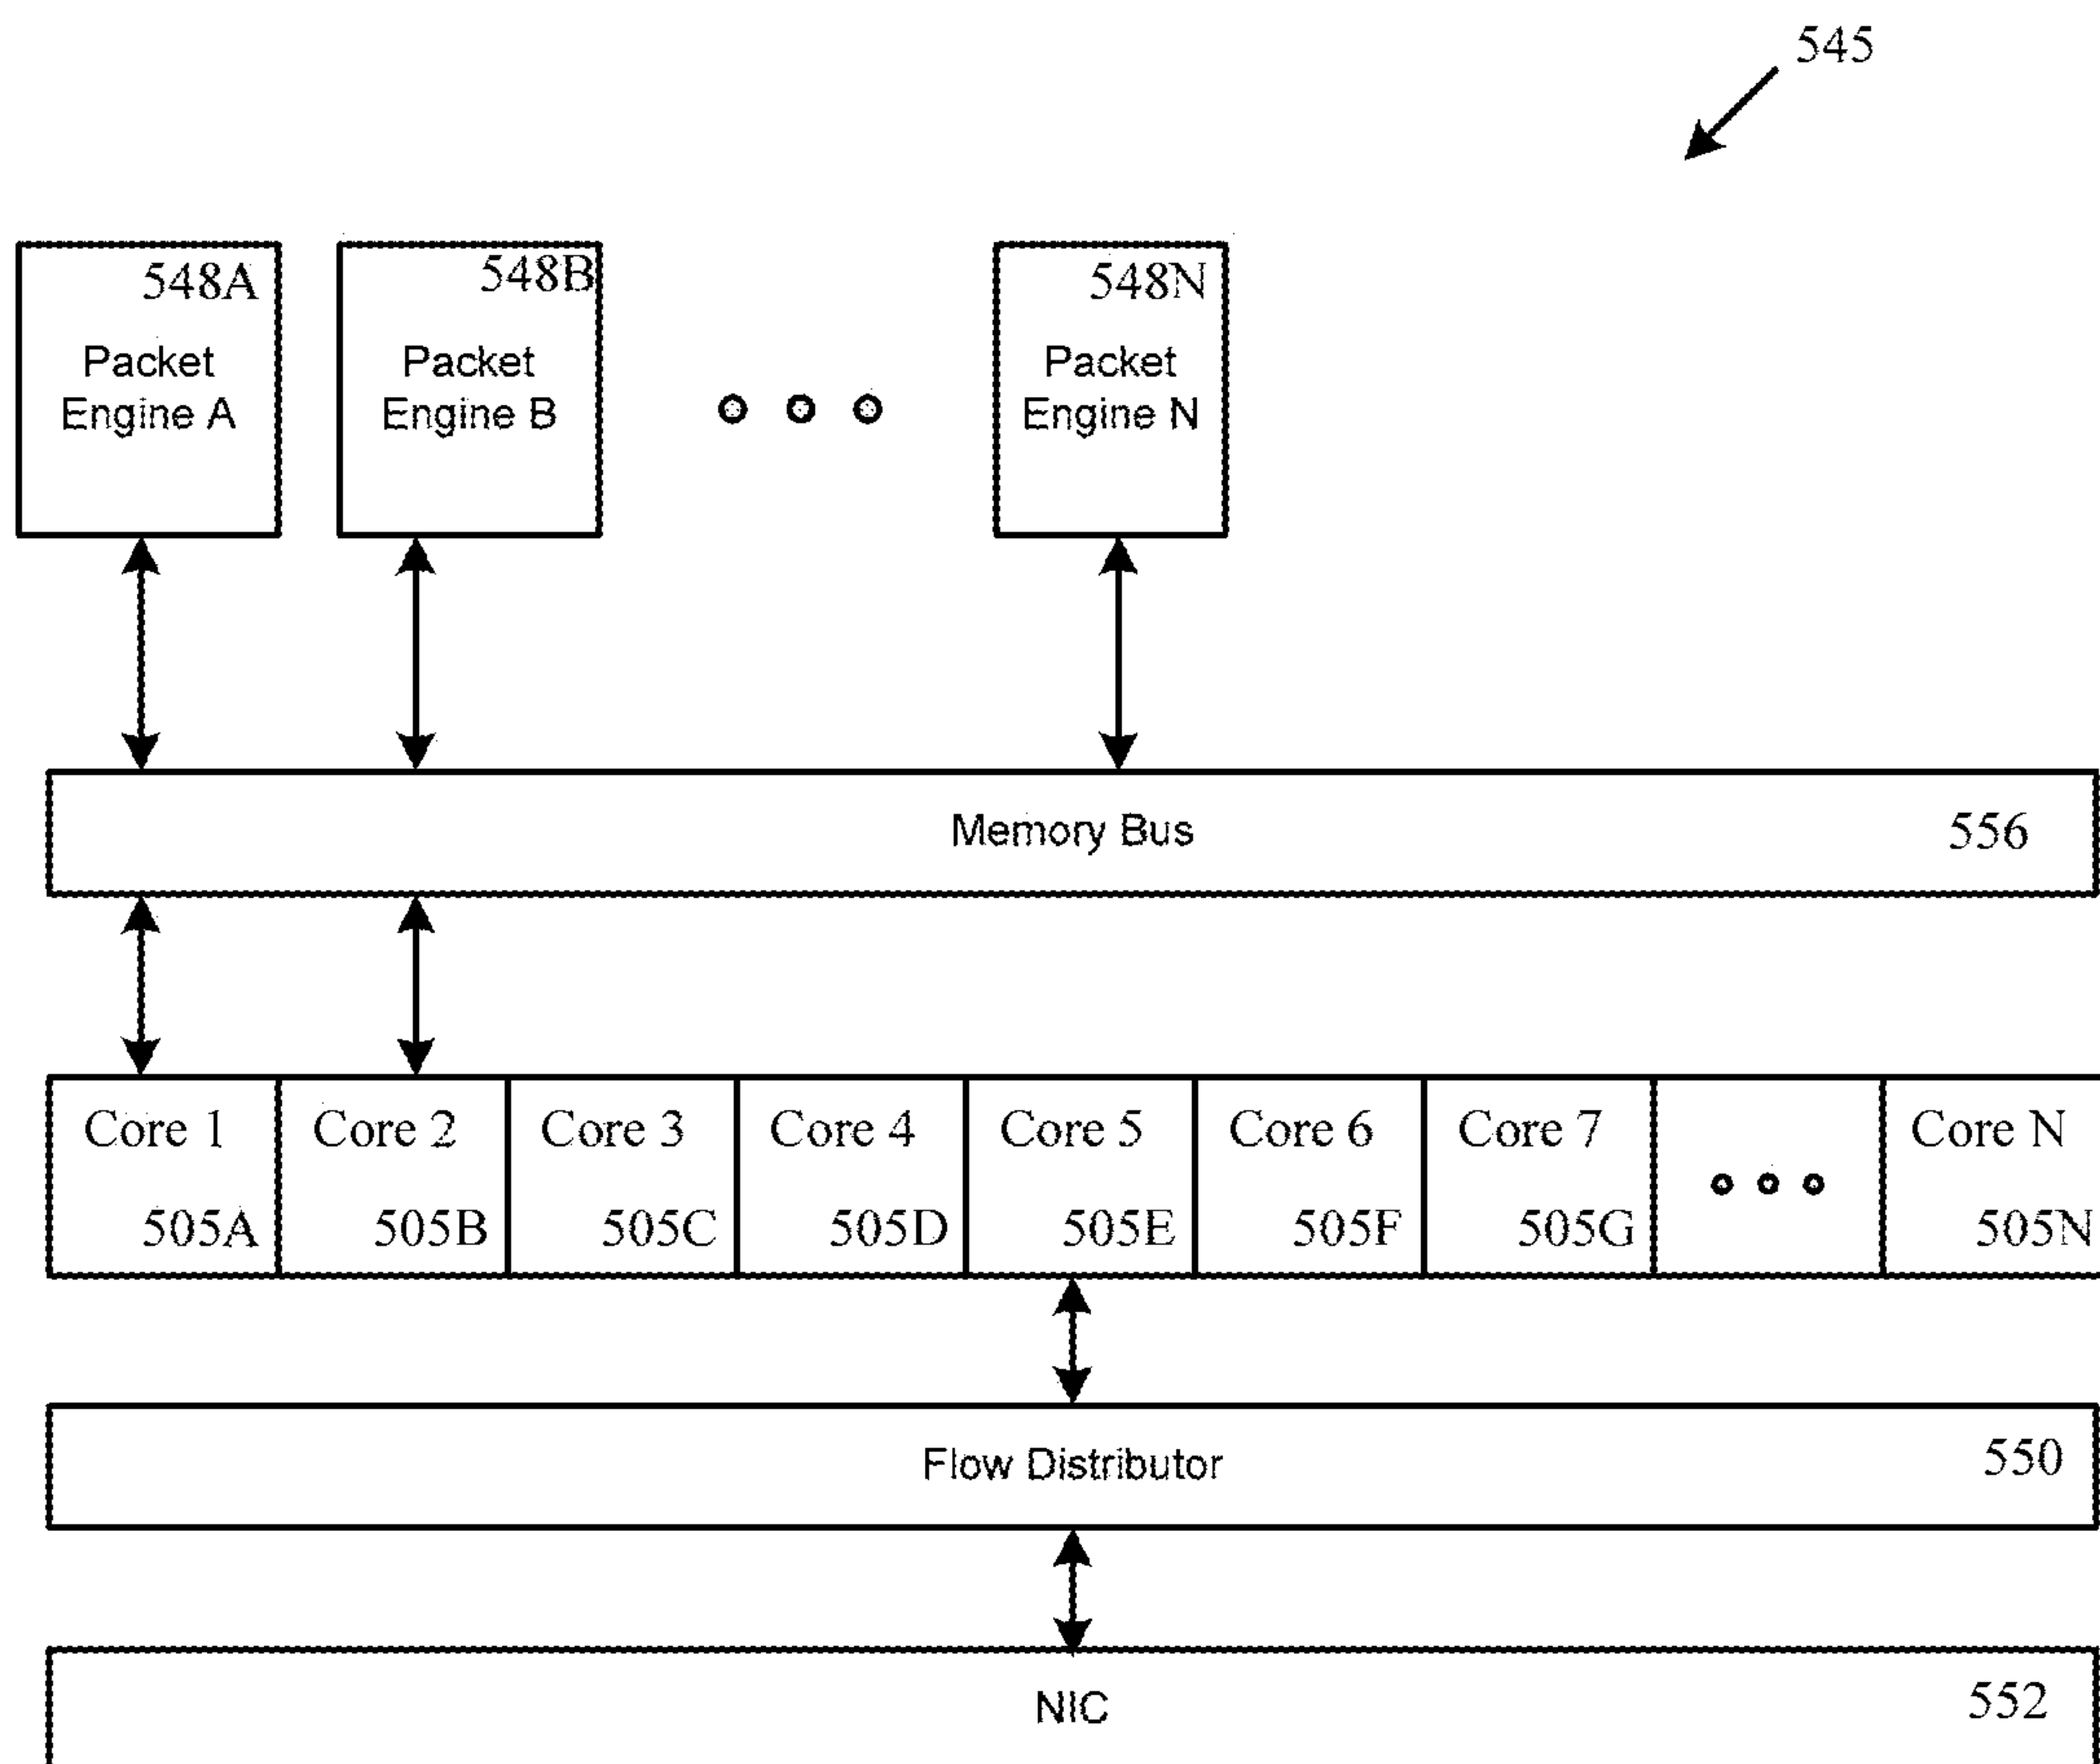 545
548A
Packet
Engine A
548B
Packet
Engine B
548N
Packet
Engine N
Memory Bus
556
Core 1
505A
Core 2
505B
Core 3
505C
Core 4
505D
Core 5
505E
Core 6
505F
Core 7
505G
Core N
505N
Flow Distributor
550
NIC
552